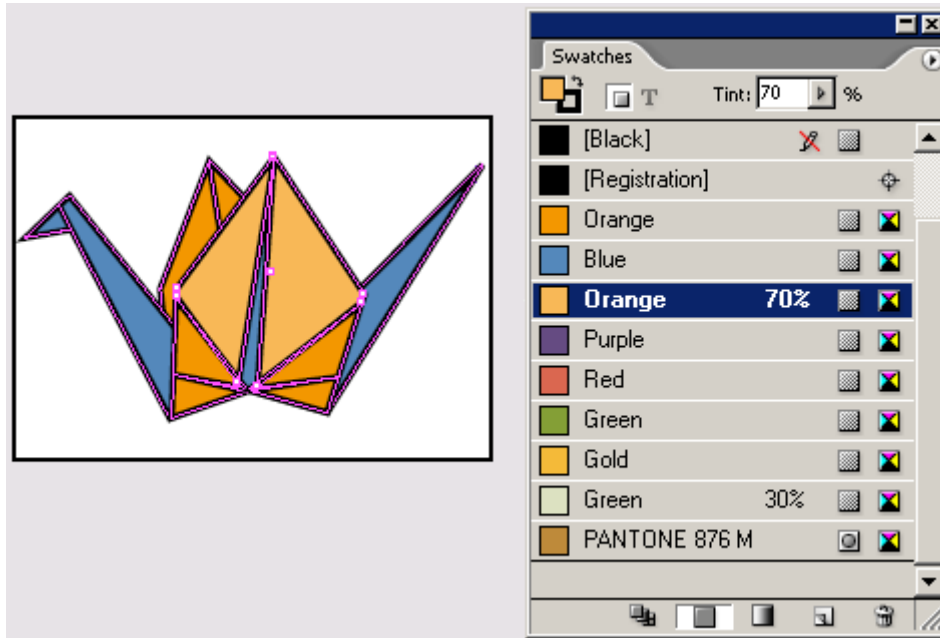 Swatches
T Tint: 70 %
[Black]
[Registration]
Orange
Blue
Orange 70%
Purple
Red
Green
Gold
Green 30%
PANTONE 876 M